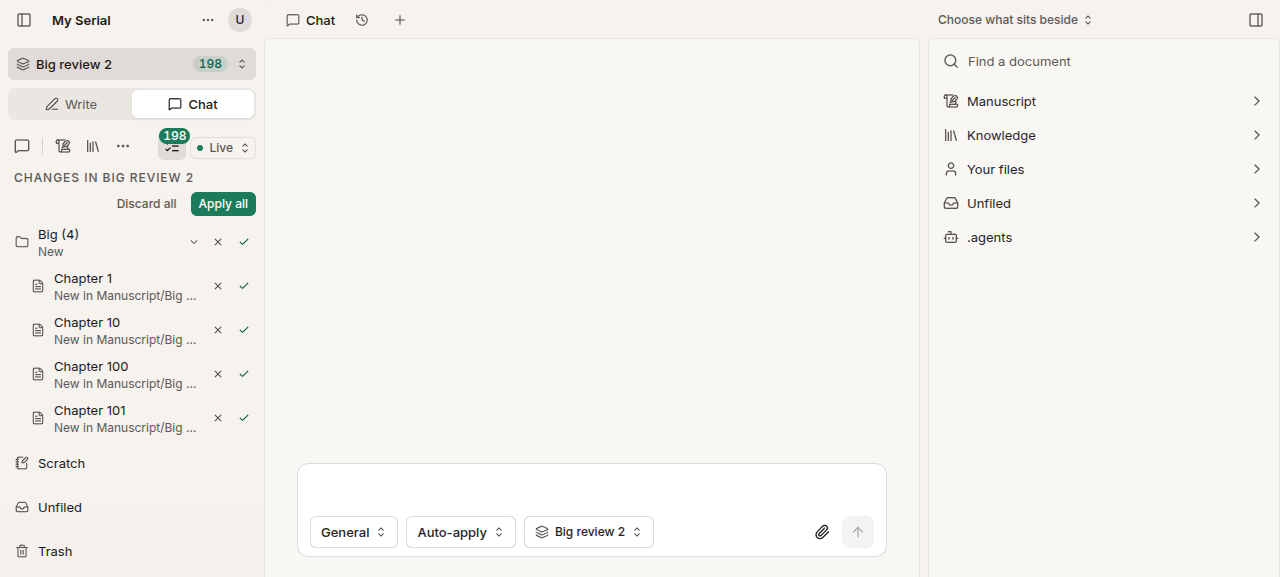 My Serial
U
Big review 2
198
Write
Chat
198
Live
CHANGES IN BIG REVIEW 2
Discard all
Apply all
Big (4)
New
Chapter 1
New in Manuscript/Big ...
Chapter 10
New in Manuscript/Big ...
Chapter 100
New in Manuscript/Big ...
Chapter 101
New in Manuscript/Big ...
Scratch
Unfiled
Trash
Chat
General
Auto-apply
Big review 2
Choose what sits beside
Find a document
Manuscript
Knowledge
Your files
Unfiled
.agents